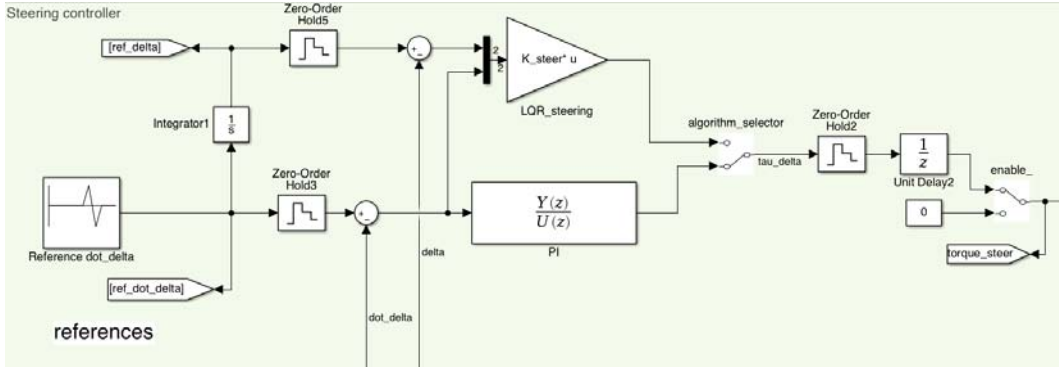 Steering controller
Zero-Order
Hold5
[ref_delta]
+
-
2
2
K_steer* u
LQR_steering
Integrator1
1
s
algorithm_selector
Zero-Order
Hold2
tau_delta
1
z
Unit Delay2
enable_
Zero-Order
Hold3
+
-
Y(z)
U(z)
PI
0
Reference dot_delta
delta
torque_steer
[ref_dot_delta]
dot_delta
references